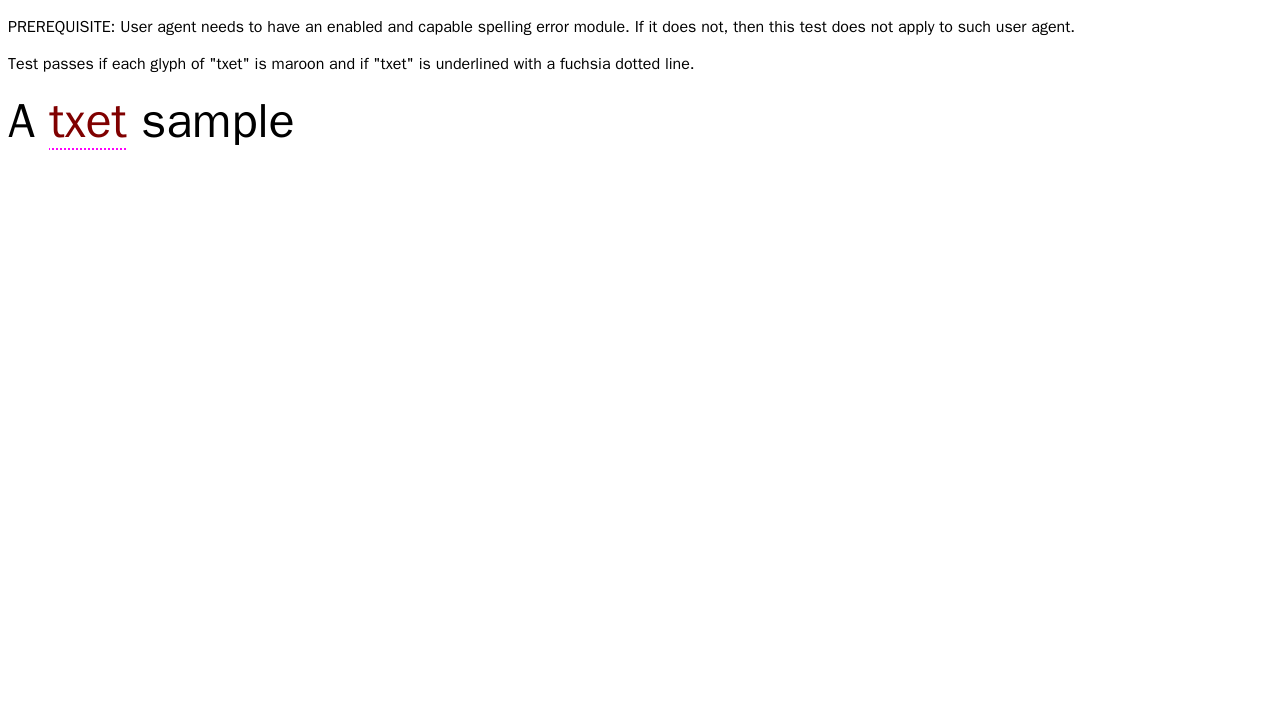 PREREQUISITE: User agent needs to have an enabled and capable spelling error module. If it does not, then this test does not apply to such user agent.
Test passes if each glyph of "txet" is maroon and if "txet" is underlined with a fuchsia dotted line.
A txet sample